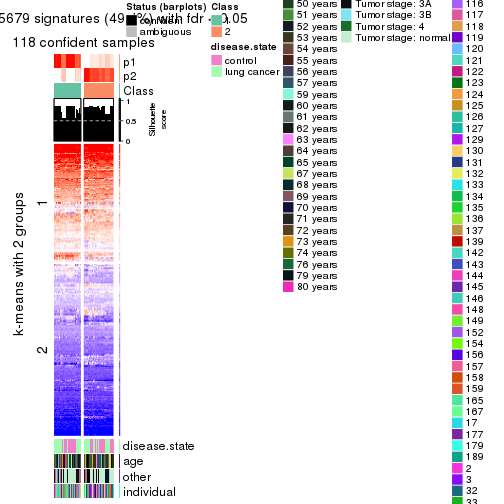 5679 signatures (49. %) with fdr < 0.05
118 confident samples
p1
p2
Class
1
0.5
0
Silhouette
score
k-means with 2 groups
1
2
disease.state
age
other
individual
Status (barplots)
confident
ambiguous
Class
1
2
disease.state
control
lung cancer
50 years
51 years
52 years
53 years
54 years
55 years
56 years
57 years
59 years
60 years
61 years
62 years
63 years
64 years
65 years
67 years
68 years
69 years
70 years
71 years
72 years
73 years
74 years
76 years
79 years
80 years
Tumor stage: 3A
Tumor stage: 3B
Tumor stage: 4
Tumor stage: normal
116
117
118
119
120
121
122
123
124
125
126
127
129
130
131
132
133
134
135
136
137
139
142
143
144
145
146
148
149
152
154
156
157
158
159
165
167
17
177
179
189
2
3
32
33